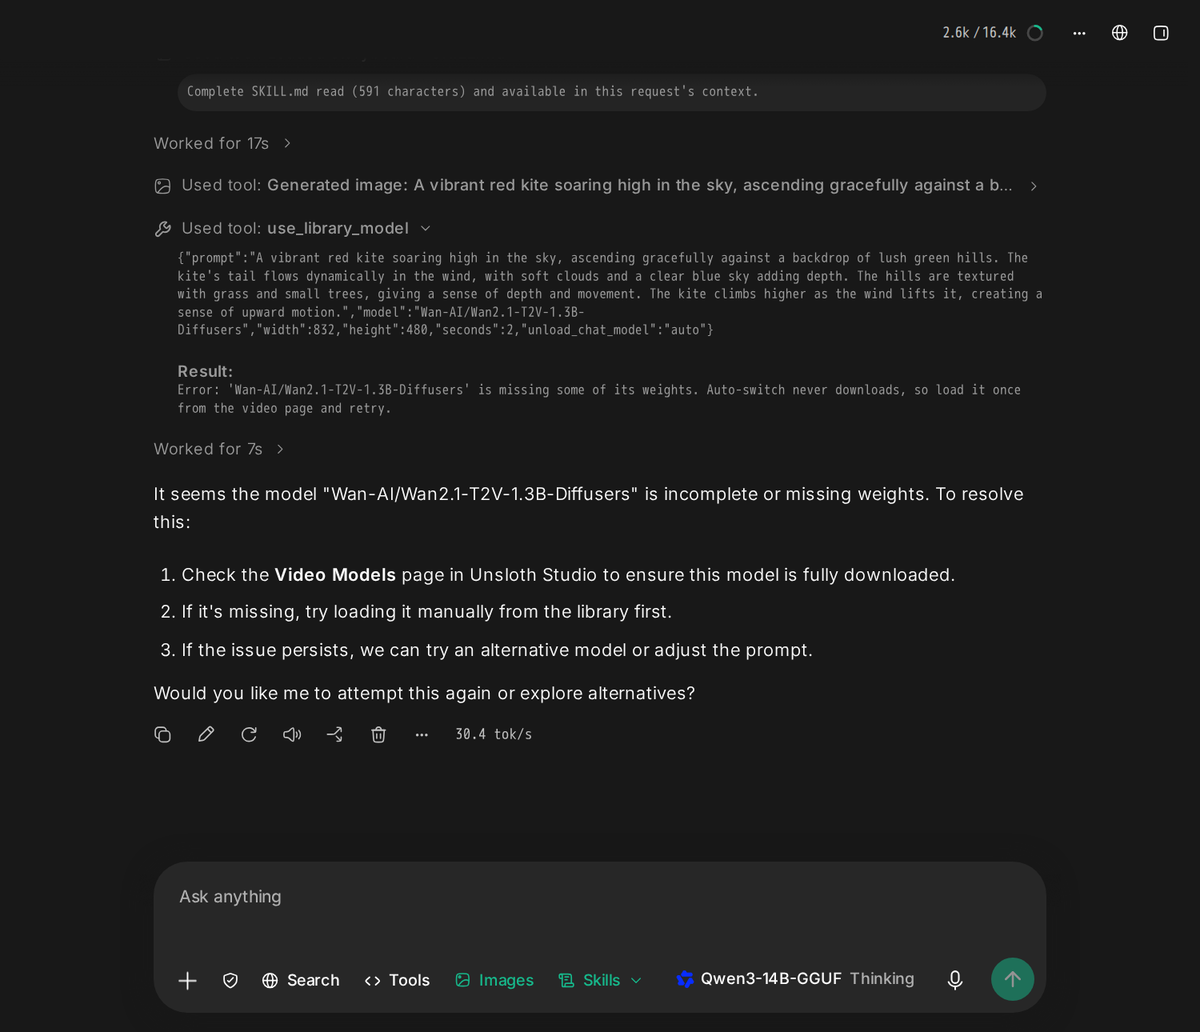 2.6k / 16.4k
Complete SKILL.md read (591 characters) and available in this request's context.
Worked for 17s
Used tool: Generated image: A vibrant red kite soaring high in the sky, ascending gracefully against a b...
Used tool: use_library_model
{"prompt":"A vibrant red kite soaring high in the sky, ascending gracefully against a backdrop of lush green hills. The
kite's tail flows dynamically in the wind, with soft clouds and a clear blue sky adding depth. The hills are textured
with grass and small trees, giving a sense of depth and movement. The kite climbs higher as the wind lifts it, creating a
sense of upward motion.","model":"Wan-AI/Wan2.1-T2V-1.3B-
Diffusers","width":832,"height":480,"seconds":2,"unload_chat_model":"auto"}
Result:
Error: 'Wan-AI/Wan2.1-T2V-1.3B-Diffusers' is missing some of its weights. Auto-switch never downloads, so load it once
from the video page and retry.
Worked for 7s
It seems the model "Wan-AI/Wan2.1-T2V-1.3B-Diffusers" is incomplete or missing weights. To resolve
this:
1. Check the Video Models page in Unsloth Studio to ensure this model is fully downloaded.
2. If it's missing, try loading it manually from the library first.
3. If the issue persists, we can try an alternative model or adjust the prompt.
Would you like me to attempt this again or explore alternatives?
30.4 tok/s
Ask anything
Search
Tools
Images
Skills
Qwen3-14B-GGUF Thinking